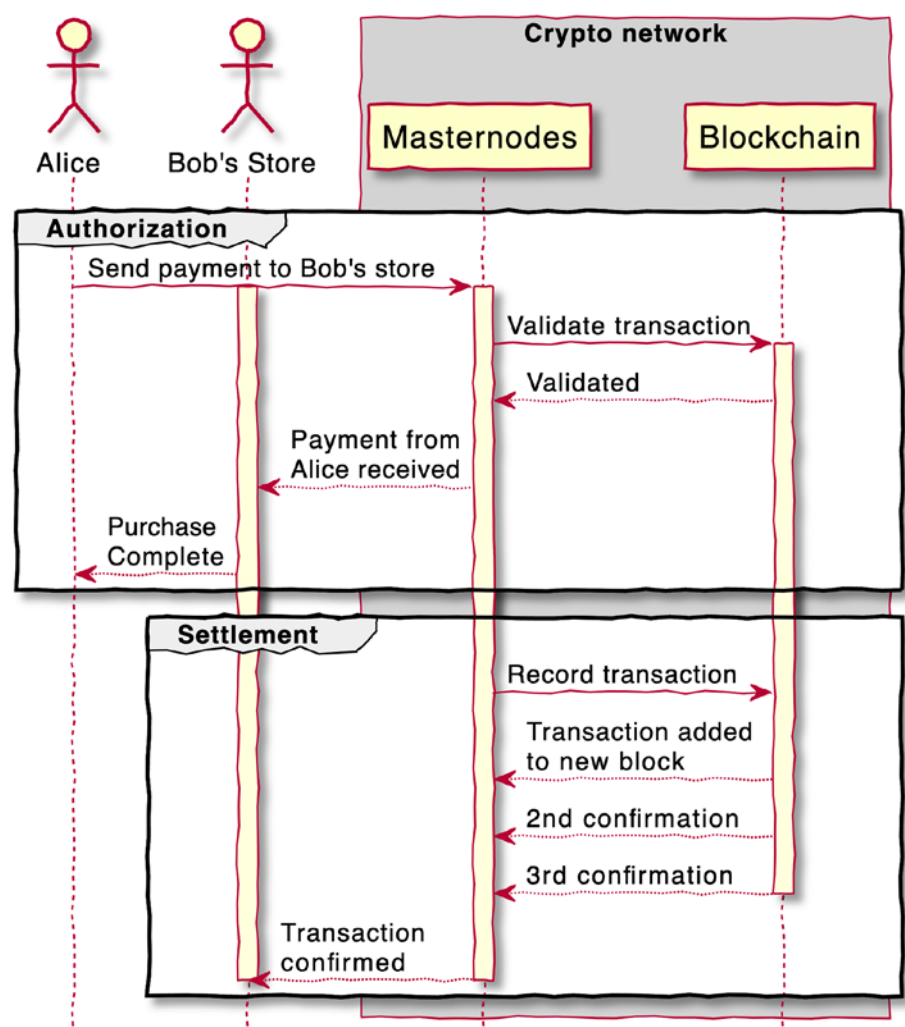 Crypto network
Masternodes
Blockchain
Alice
Bob's Store
Authorization
Send payment to Bob's store
Validate transaction
Validated
Payment from
Alice received
Purchase
Complete
Settlement
Record transaction
Transaction added
to new block
2nd confirmation
3rd confirmation
Transaction
confirmed